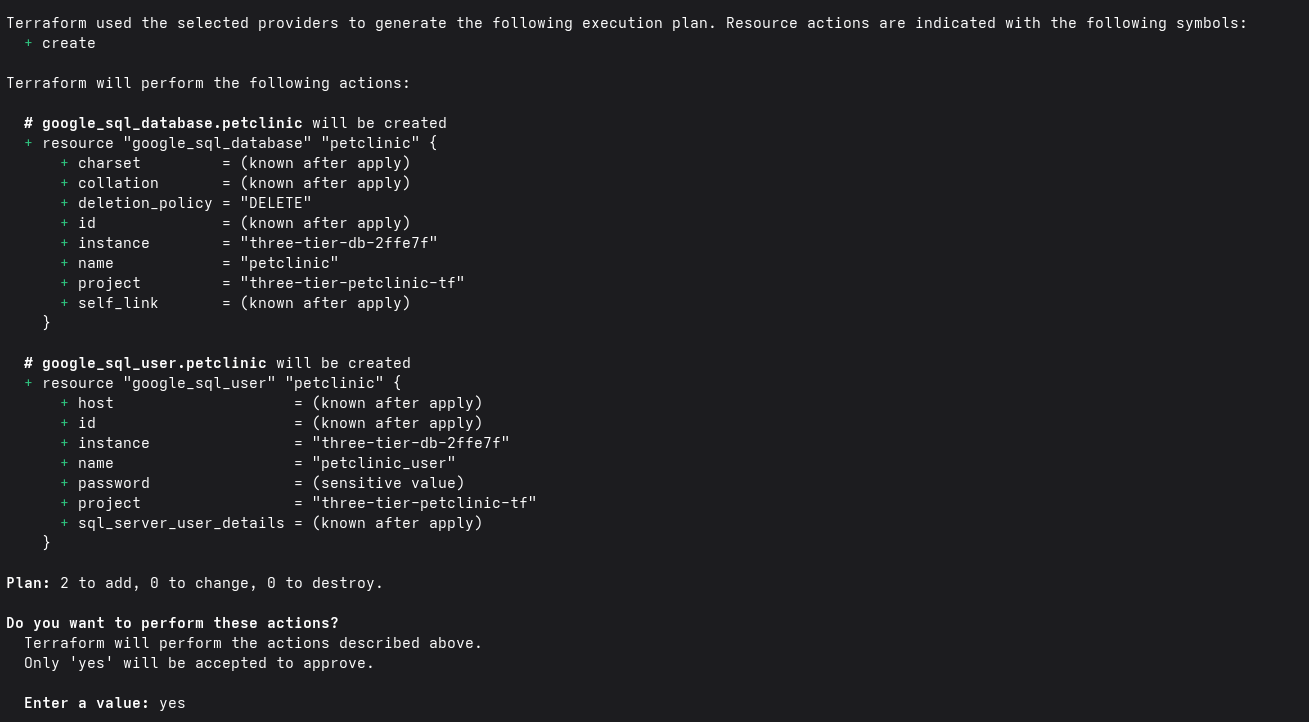 Terraform used the selected providers to generate the following execution plan. Resource actions are indicated with the following symbols:
  + create

Terraform will perform the following actions:

  # google_sql_database.petclinic will be created
  + resource "google_sql_database" "petclinic" {
      + charset         = (known after apply)
      + collation       = (known after apply)
      + deletion_policy = "DELETE"
      + id              = (known after apply)
      + instance        = "three-tier-db-2ffe7f"
      + name            = "petclinic"
      + project         = "three-tier-petclinic-tf"
      + self_link       = (known after apply)
    }

  # google_sql_user.petclinic will be created
  + resource "google_sql_user" "petclinic" {
      + host                    = (known after apply)
      + id                      = (known after apply)
      + instance                = "three-tier-db-2ffe7f"
      + name                    = "petclinic_user"
      + password                = (sensitive value)
      + project                 = "three-tier-petclinic-tf"
      + sql_server_user_details = (known after apply)
    }

Plan: 2 to add, 0 to change, 0 to destroy.

Do you want to perform these actions?
  Terraform will perform the actions described above.
  Only 'yes' will be accepted to approve.

  Enter a value: yes